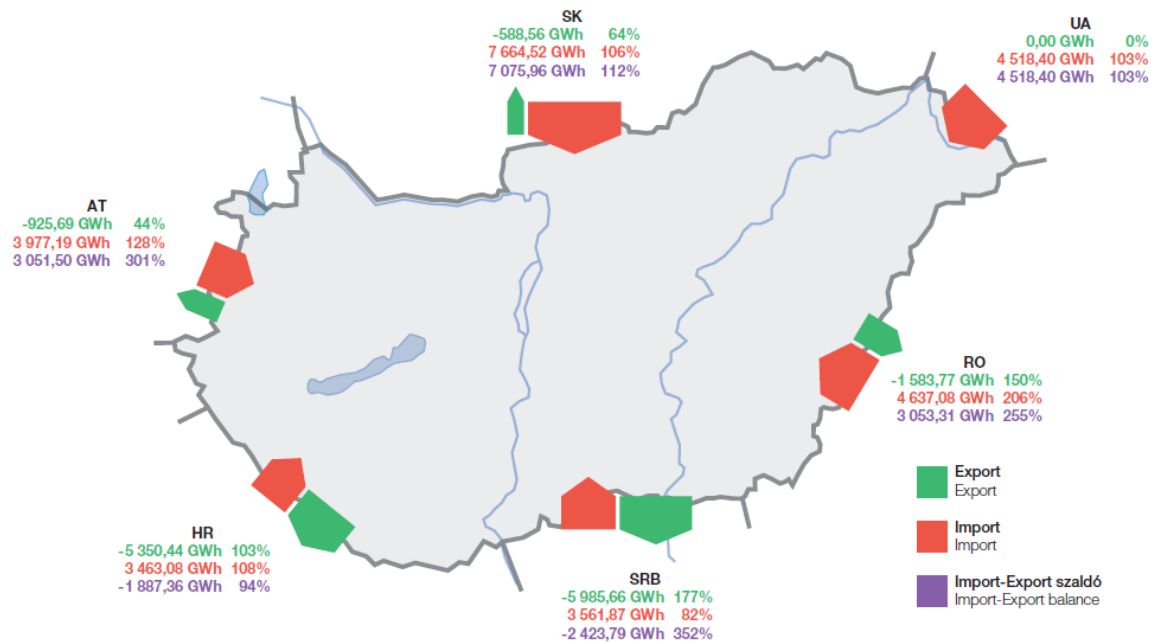 SK
-588,56 GWh 64%
7 664,52 GWh 106%
7 075,96 GWh 112%
UA
0,00 GWh 0%
4 518,40 GWh 103%
4 518,40 GWh 103%
AT
-925,69 GWh 44%
3 977,19 GWh 128%
3 051,50 GWh 301%
RO
-1 583,77 GWh 150%
4 637,08 GWh 206%
3 053,31 GWh 255%
HR
-5 350,44 GWh 103%
3 463,08 GWh 108%
-1 887,36 GWh 94%
SRB
-5 985,66 GWh 177%
3 561,87 GWh 82%
-2 423,79 GWh 352%
Export
Export
Import
Import
Import-Export szaldó
Import-Export balance